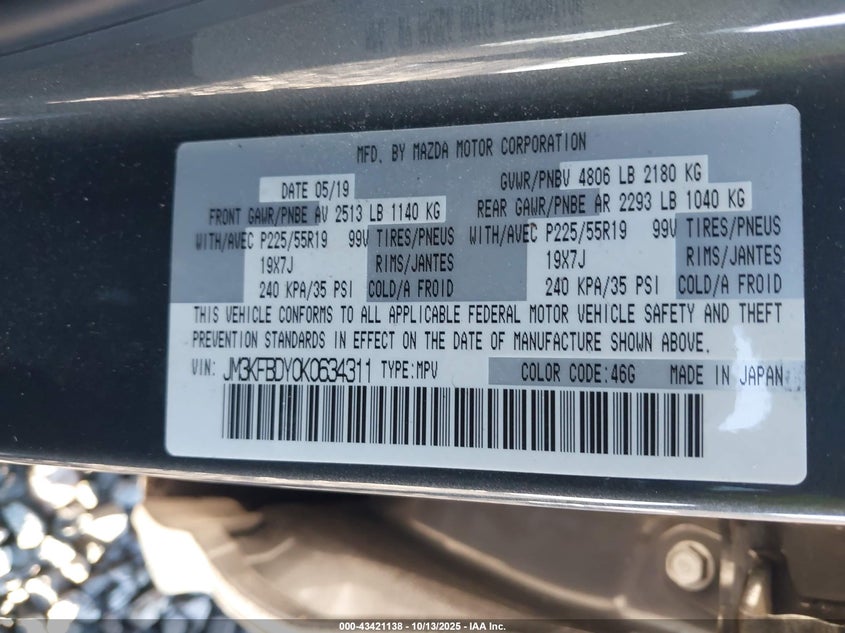 MFD. BY MAZDA MOTOR CORPORATION
DATE 05/19 GVWR/PNBV 4806 LB 2180 KG
FRONT GAWR/PNBE AV 2513 LB 1140 KG REAR GAWR/PNBE AR 2293 LB 1040 KG
WITH/AVEC P225/55R19 99V TIRES/PNEUS WITH/AVEC P225/55R19 99V TIRES/PNEUS
19X7J RIMS/JANTES 19X7J RIMS/JANTES
240 KPA/35 PSI COLD/A FROID 240 KPA/35 PSI COLD/A FROID
THIS VEHICLE CONFORMS TO ALL APPLICABLE FEDERAL MOTOR VEHICLE SAFETY AND THEFT
PREVENTION STANDARDS IN EFFECT ON THE DATE OF MANUFACTURE SHOWN ABOVE.
VIN: JM3KFBDY0K0634311 TYPE:MPV COLOR CODE:46G MADE IN JAPAN
000-43421138 - 10/13/2025 - IAA Inc.